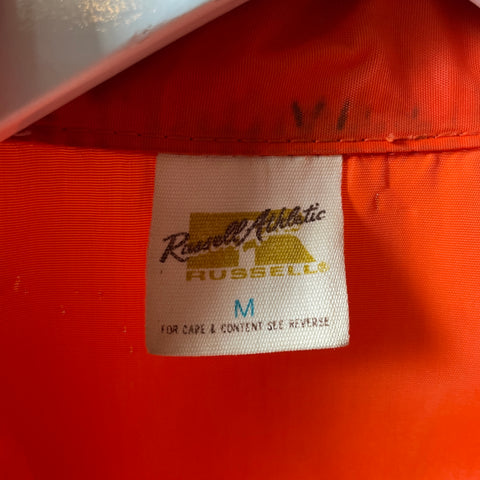 Russell Athletic
RUSSELL®
M
FOR CARE & CONTENT SEE REVERSE